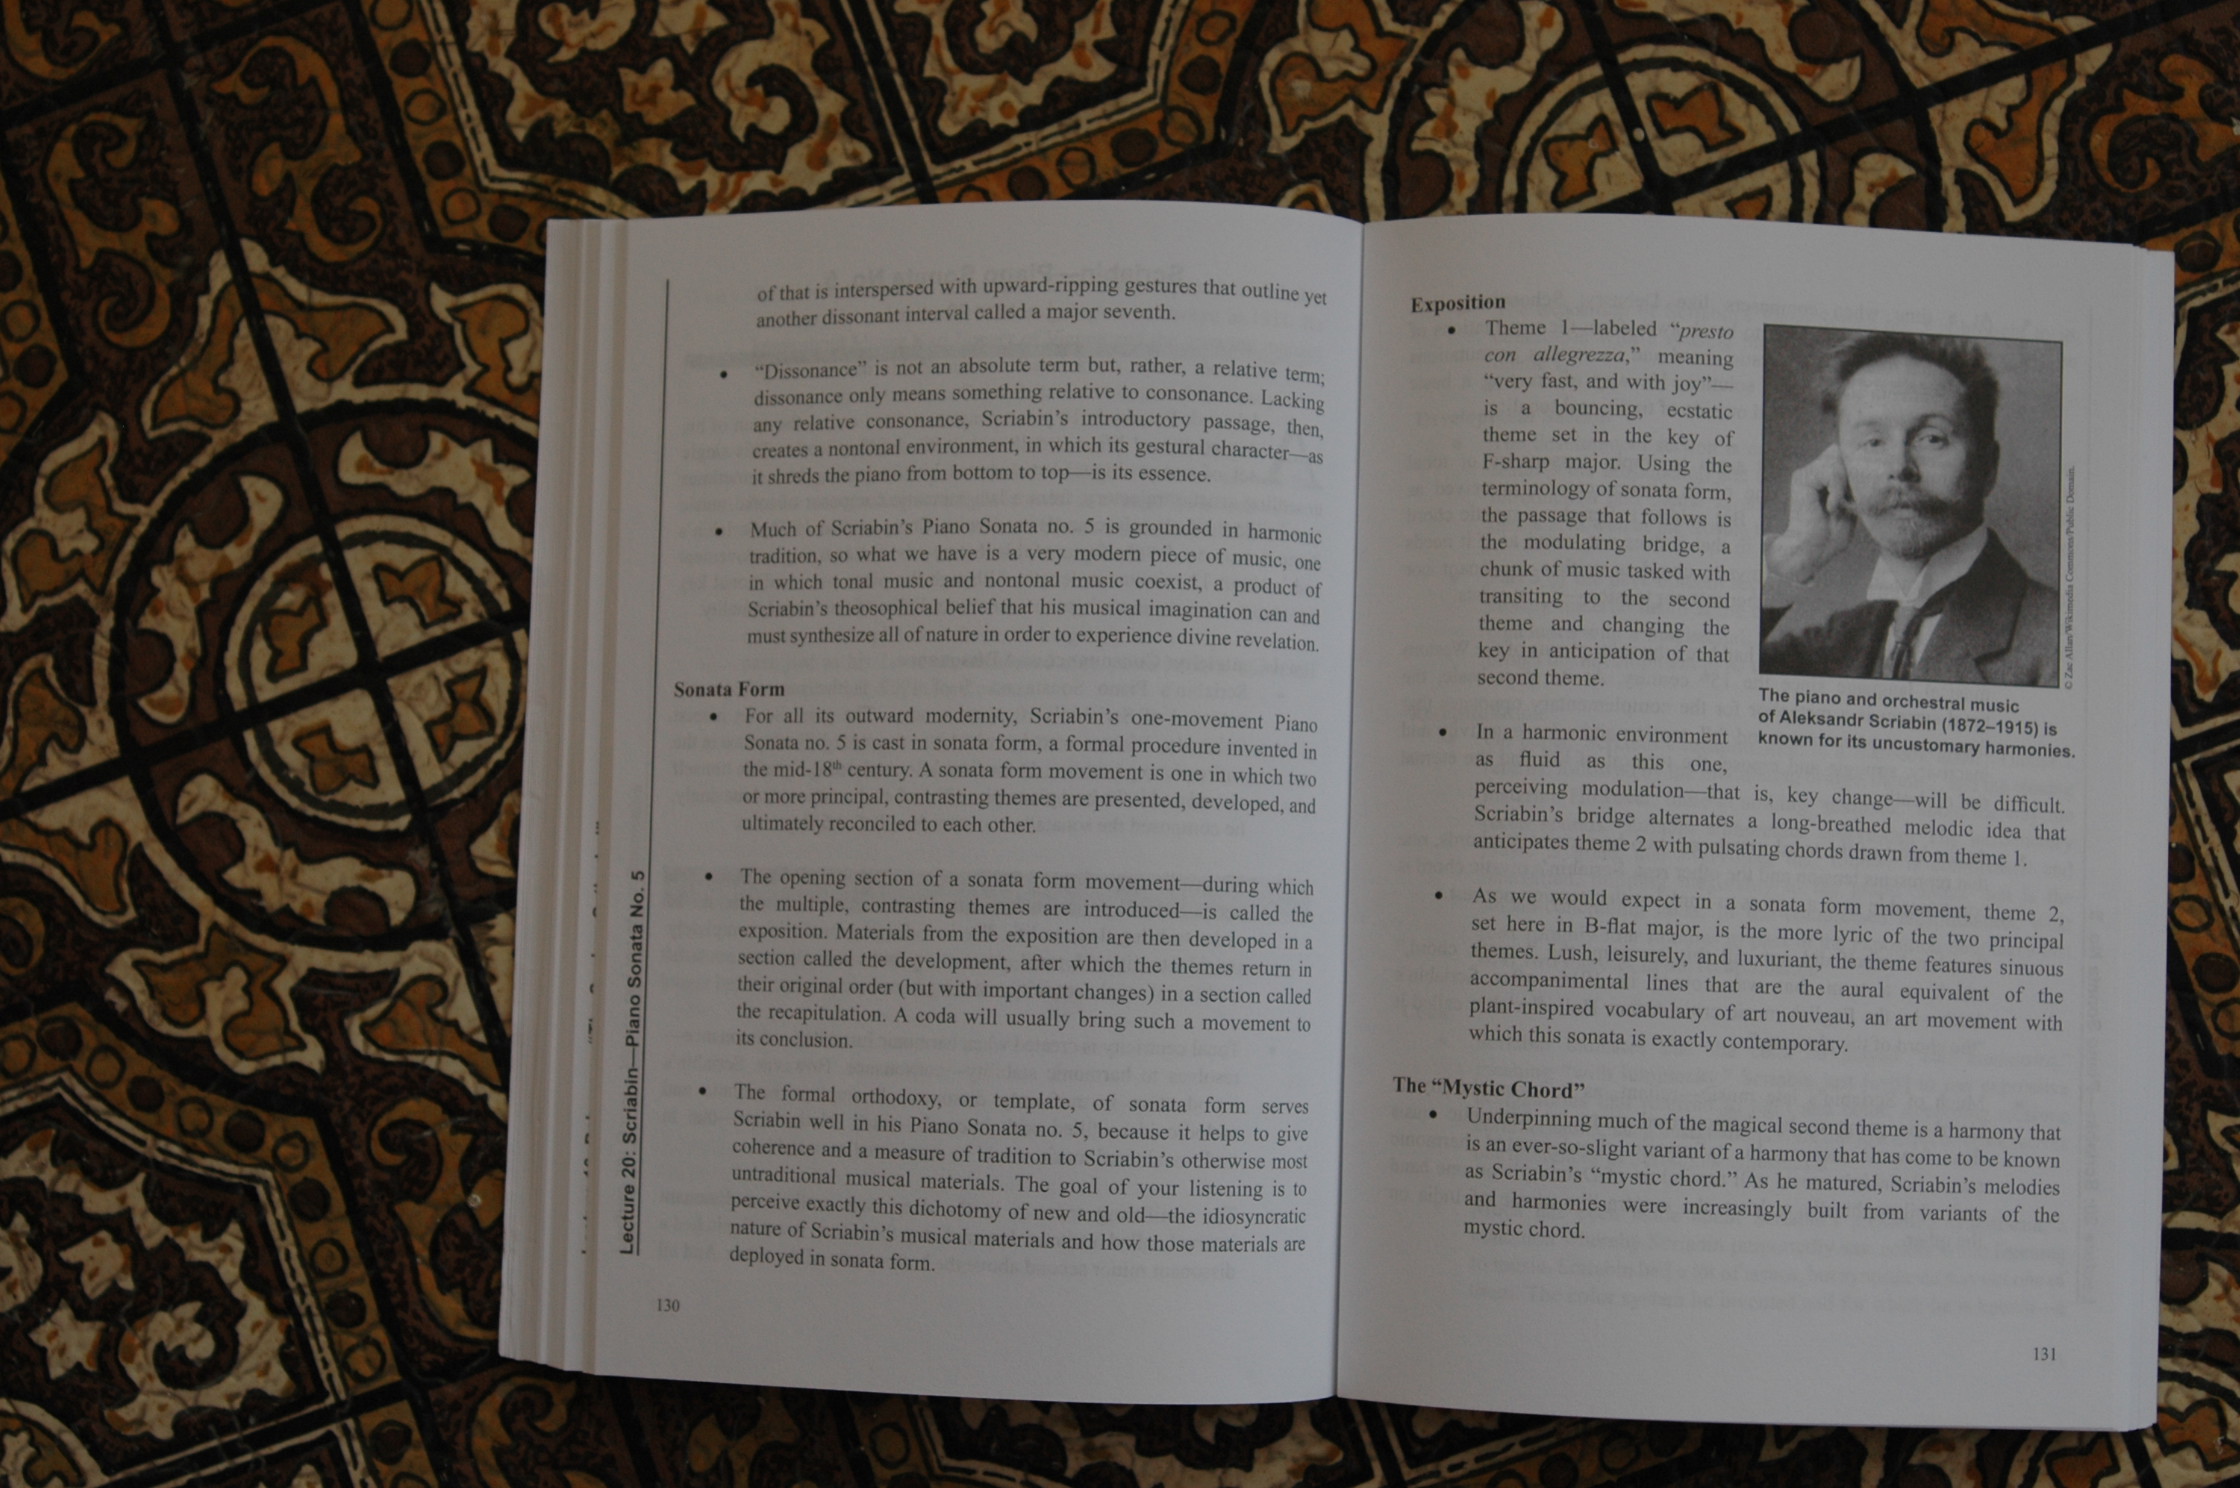 of that is interspersed with upward-ripping gestures that outline yet
another dissonant interval called a major seventh.
• “Dissonance” is not an absolute term but, rather, a relative term;
dissonance only means something relative to consonance. Lacking
any relative consonance, Scriabin’s introductory passage, then,
creates a nontonal environment, in which its gestural character—as
it shreds the piano from bottom to top—is its essence.
• Much of Scriabin’s Piano Sonata no. 5 is grounded in harmonic
tradition, so what we have is a very modern piece of music, one
in which tonal music and nontonal music coexist, a product of
Scriabin’s theosophical belief that his musical imagination can and
must synthesize all of nature in order to experience divine revelation.
Sonata Form
• For all its outward modernity, Scriabin’s one-movement Piano
Sonata no. 5 is cast in sonata form, a formal procedure invented in
the mid-18th century. A sonata form movement is one in which two
or more principal, contrasting themes are presented, developed, and
ultimately reconciled to each other.
• The opening section of a sonata form movement—during which
the multiple, contrasting themes are introduced—is called the
exposition. Materials from the exposition are then developed in a
section called the development, after which the themes return in
their original order (but with important changes) in a section called
the recapitulation. A coda will usually bring such a movement to
its conclusion.
• The formal orthodoxy, or template, of sonata form serves
Scriabin well in his Piano Sonata no. 5, because it helps to give
coherence and a measure of tradition to Scriabin’s otherwise most
untraditional musical materials. The goal of your listening is to
perceive exactly this dichotomy of new and old—the idiosyncratic
nature of Scriabin’s musical materials and how those materials are
deployed in sonata form.
Lecture 20: Scriabin—Piano Sonata No. 5
130
Exposition
• Theme 1—labeled “presto
con allegrezza,” meaning
“very fast, and with joy”—
is a bouncing, ecstatic
theme set in the key of
F-sharp major. Using the
terminology of sonata form,
the passage that follows is
the modulating bridge, a
chunk of music tasked with
transiting to the second
theme and changing the
key in anticipation of that
second theme.
© Zac Allan/Wikimedia Commons/Public Domain.
The piano and orchestral music
of Aleksandr Scriabin (1872–1915) is
known for its uncustomary harmonies.
• In a harmonic environment
as fluid as this one,
perceiving modulation—that is, key change—will be difficult.
Scriabin’s bridge alternates a long-breathed melodic idea that
anticipates theme 2 with pulsating chords drawn from theme 1.
• As we would expect in a sonata form movement, theme 2,
set here in B-flat major, is the more lyric of the two principal
themes. Lush, leisurely, and luxuriant, the theme features sinuous
accompanimental lines that are the aural equivalent of the
plant-inspired vocabulary of art nouveau, an art movement with
which this sonata is exactly contemporary.
The “Mystic Chord”
• Underpinning much of the magical second theme is a harmony that
is an ever-so-slight variant of a harmony that has come to be known
as Scriabin’s “mystic chord.” As he matured, Scriabin’s melodies
and harmonies were increasingly built from variants of the
mystic chord.
131